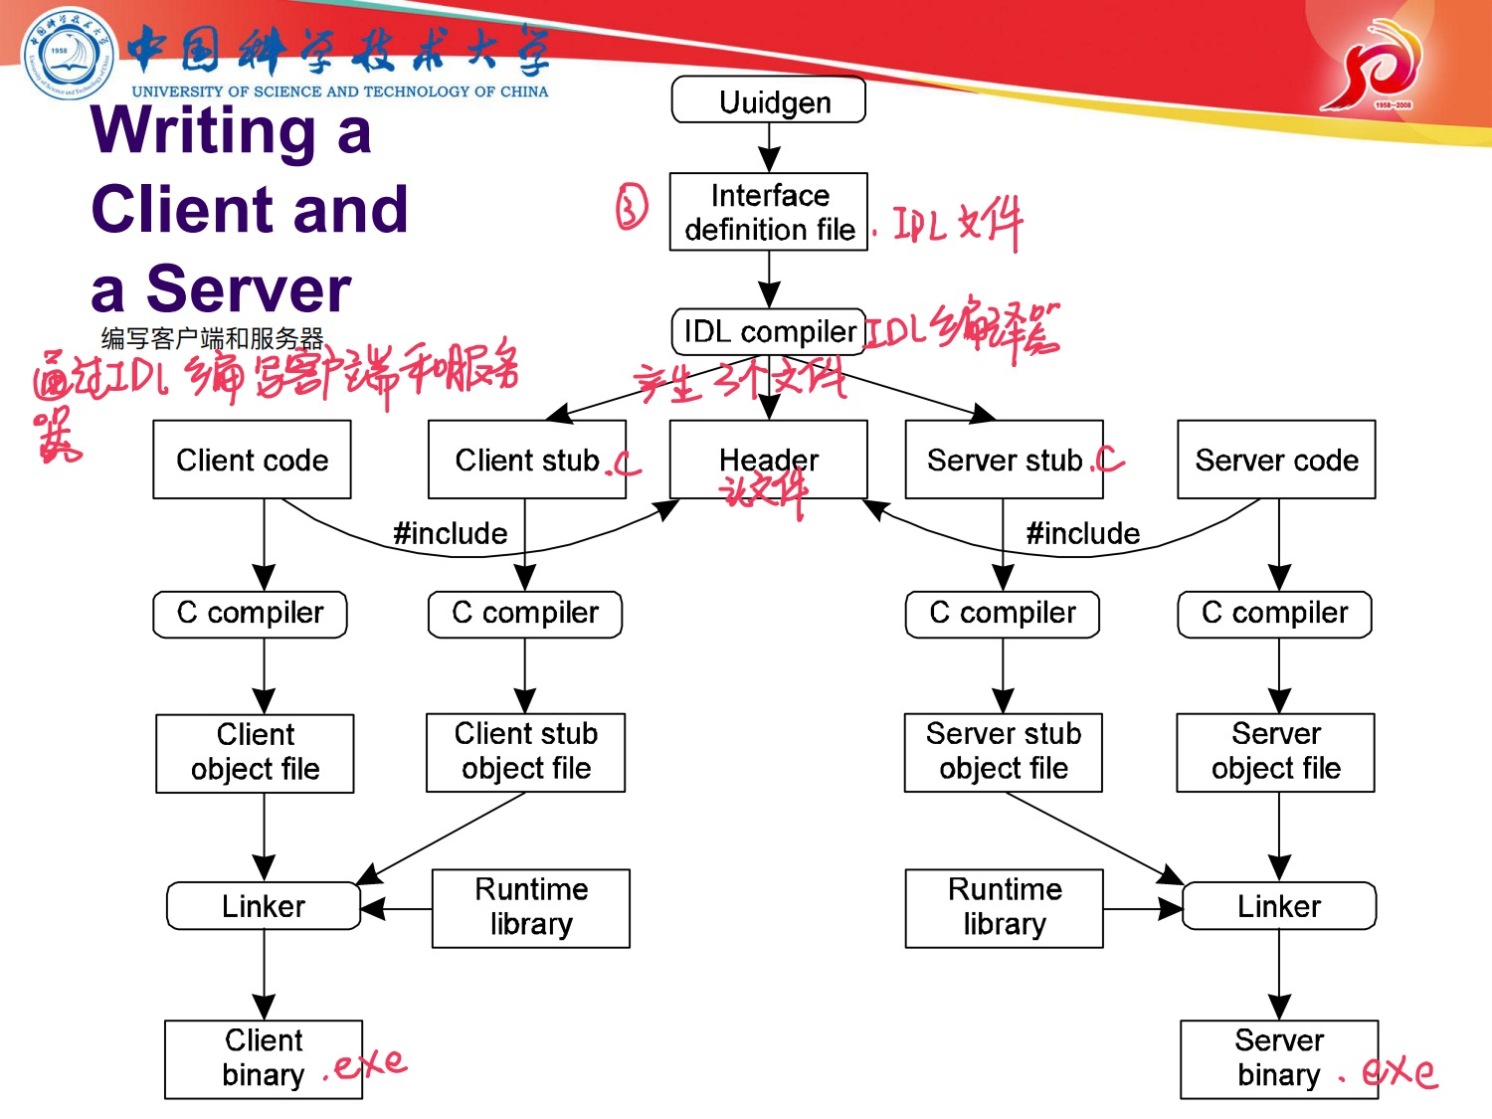 中国科学技术大学
UNIVERSITY OF SCIENCE AND TECHNOLOGY OF CHINA
1958
1958—2008
Writing a
Client and
a Server
编写客户端和服务器
通过IDL编写客户端和服务
器
Uuidgen
③
Interface
definition file
.IDL文件
IDL compiler
IDL编译器
产生3个文件
Client code
Client stub
.C
Header
头文件
Server stub
.C
Server code
#include
#include
C compiler
C compiler
C compiler
C compiler
Client
object file
Client stub
object file
Server stub
object file
Server
object file
Linker
Runtime
library
Runtime
library
Linker
Client
binary
.exe
Server
binary
.exe